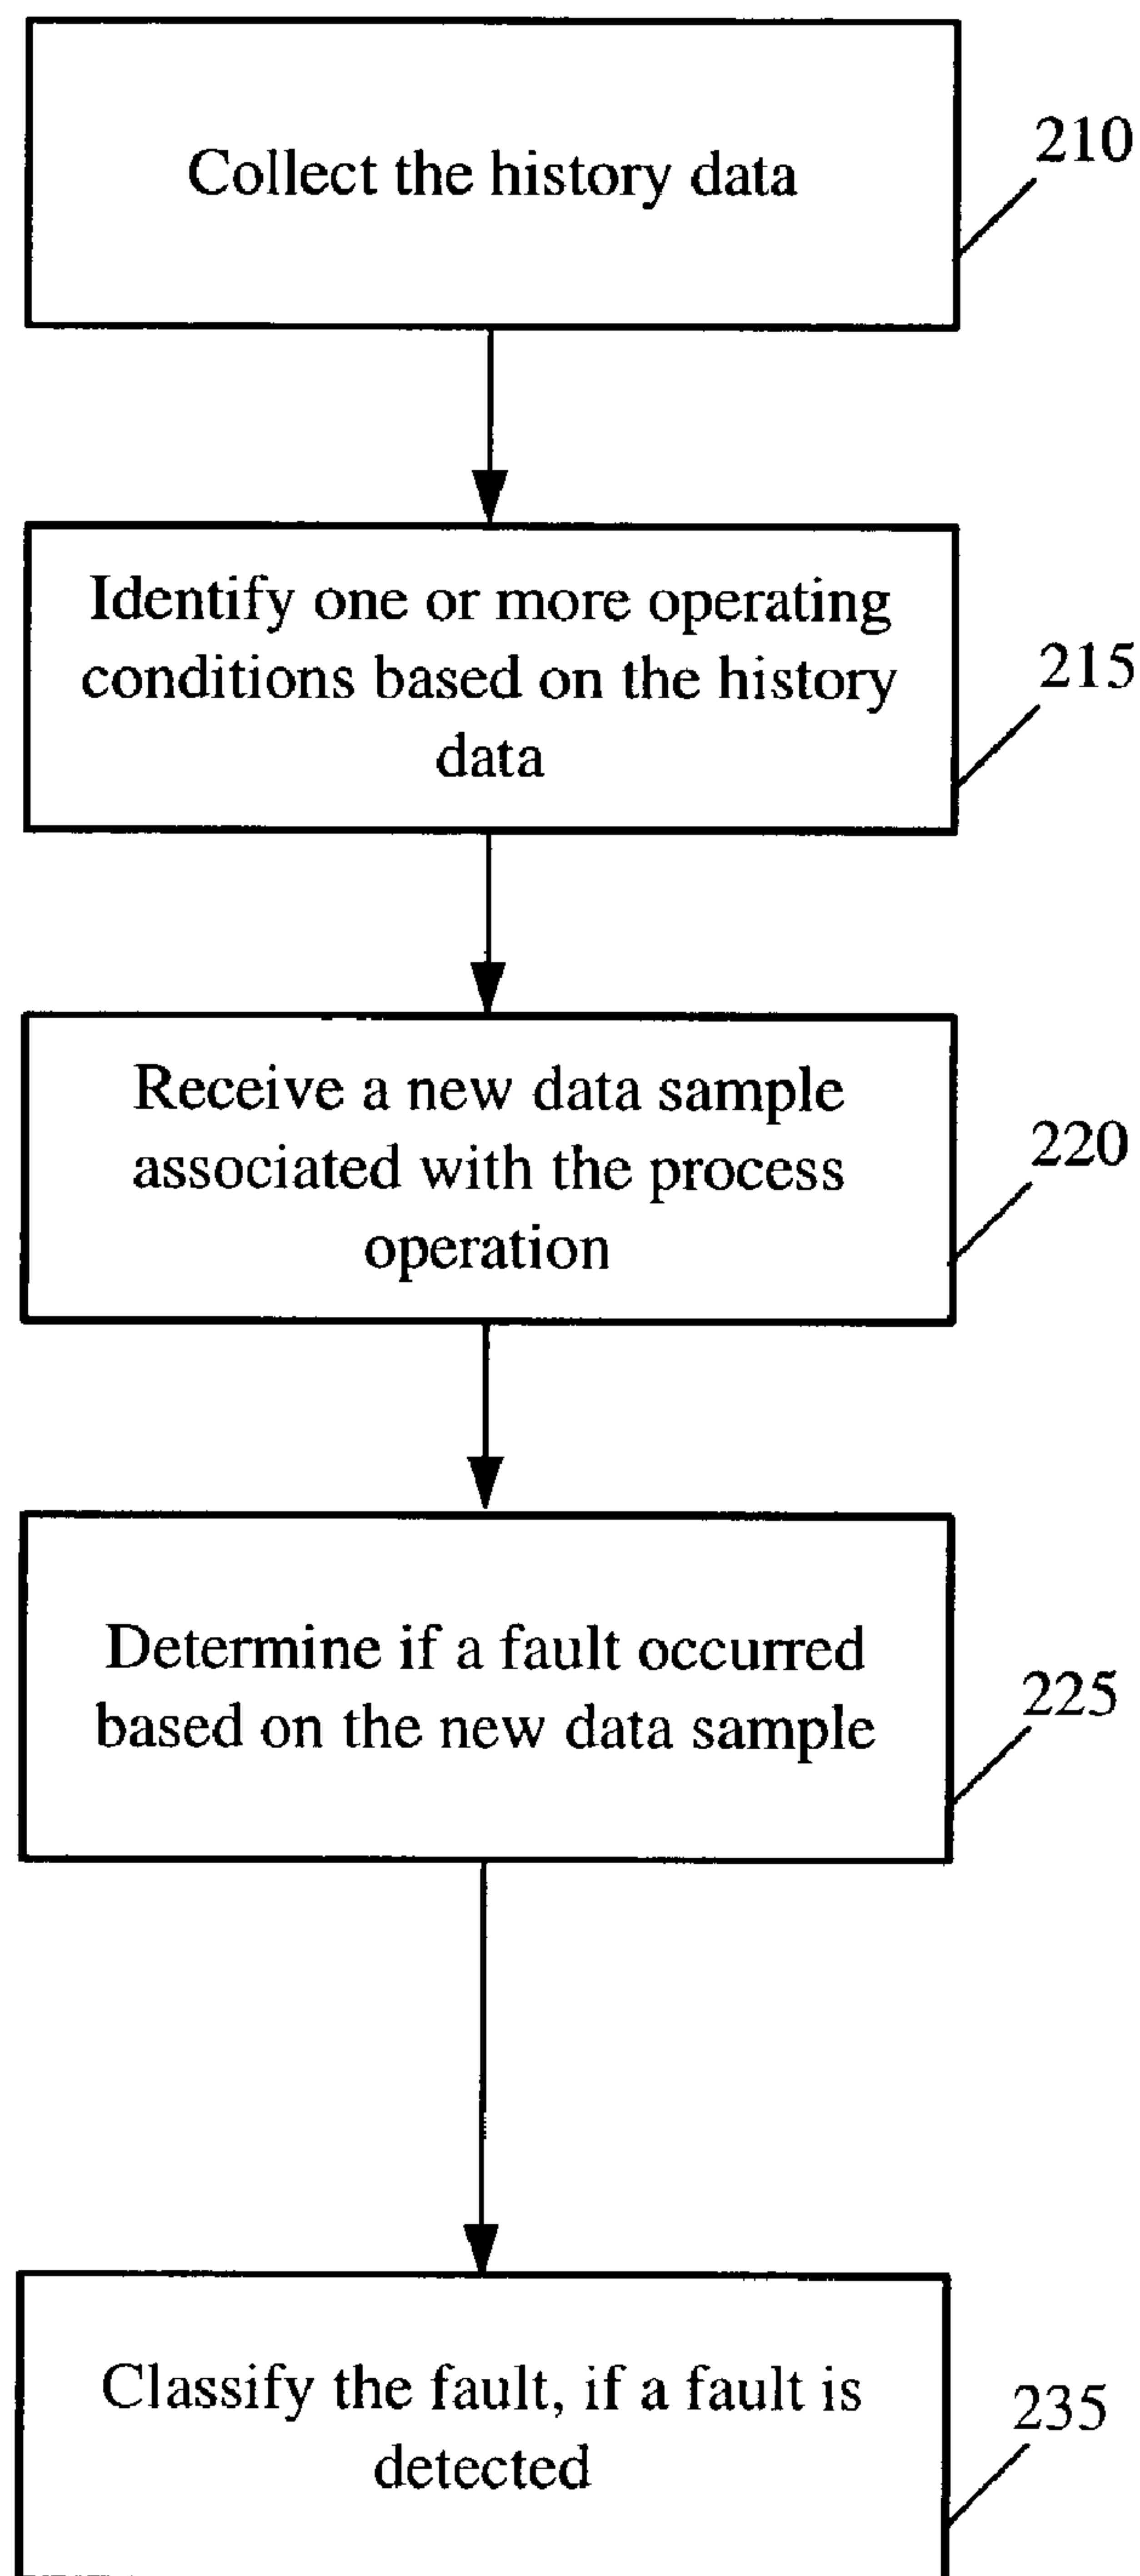 Collect the history data
210
Identify one or more operating
conditions based on the history
data
215
Receive a new data sample
associated with the process
operation
220
Determine if a fault occurred
based on the new data sample
225
Classify the fault, if a fault is
detected
235